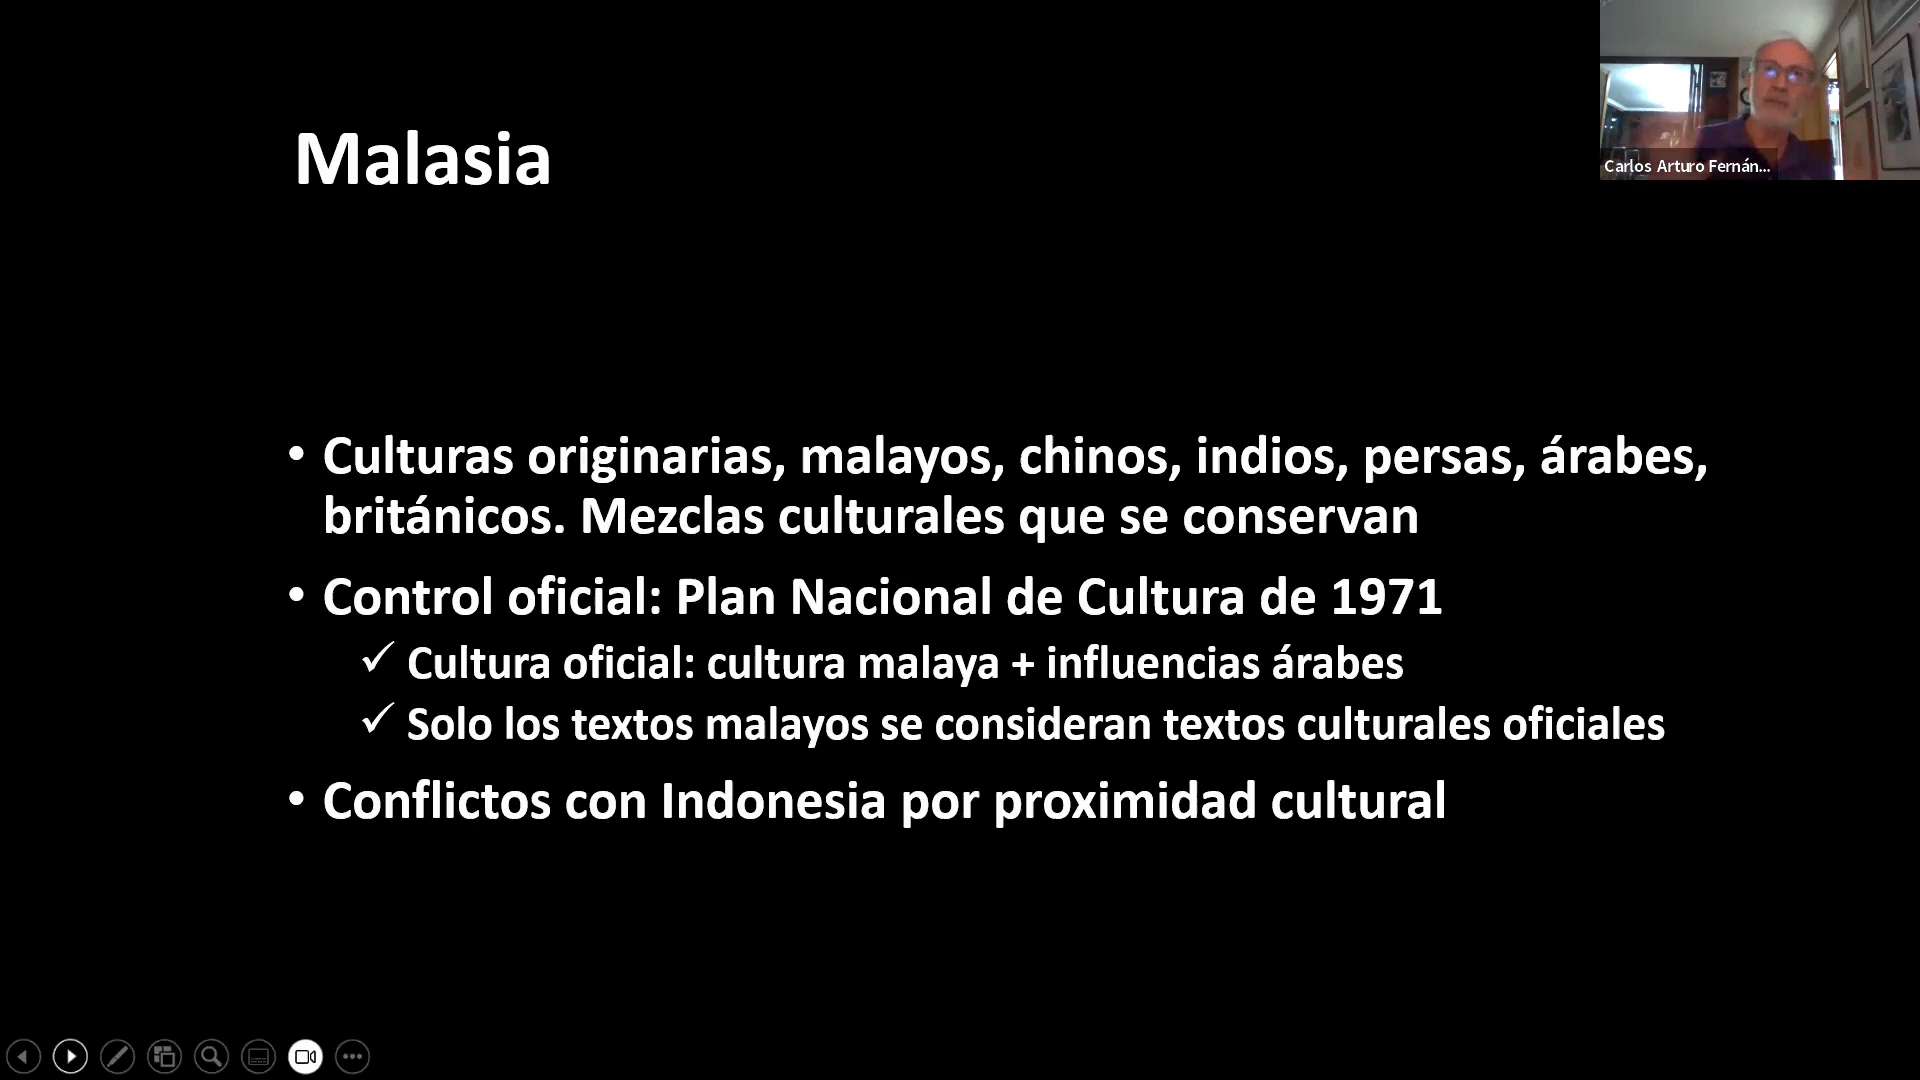 Malasia
Carlos Arturo Fernán...
• Culturas originarias, malayos, chinos, indios, persas, árabes,
británicos. Mezclas culturales que se conservan
• Control oficial: Plan Nacional de Cultura de 1971
✓ Cultura oficial: cultura malaya + influencias árabes
✓ Solo los textos malayos se consideran textos culturales oficiales
• Conflictos con Indonesia por proximidad cultural